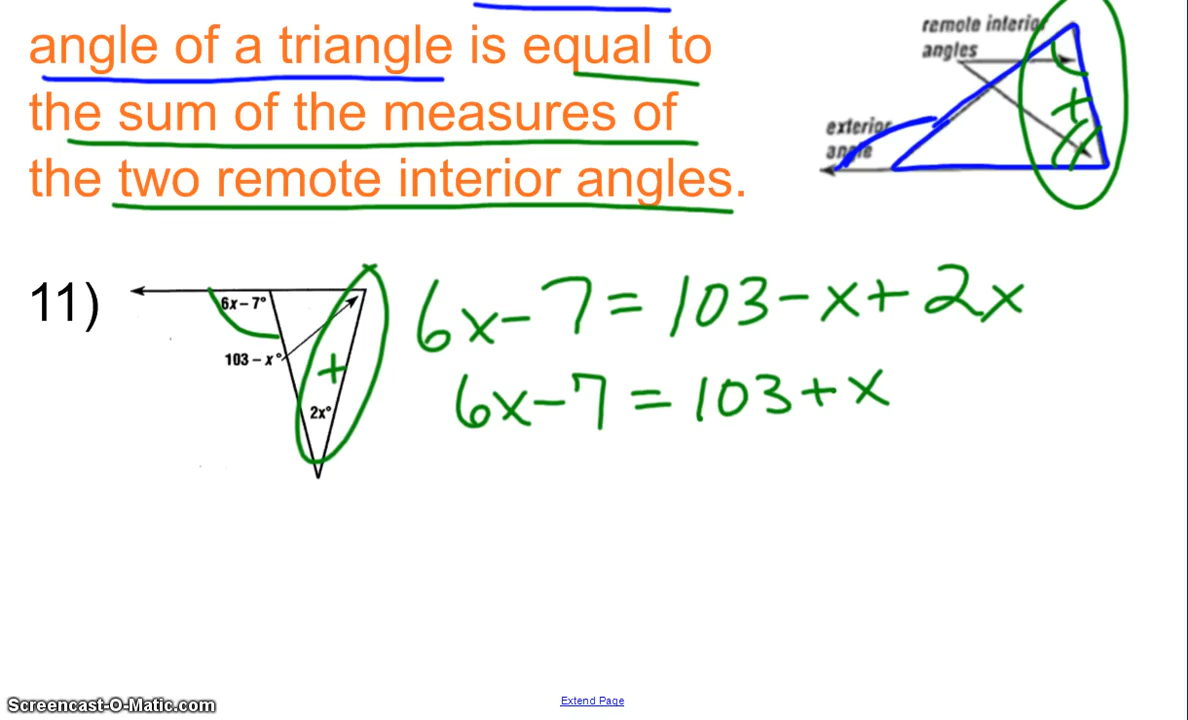 angle of a triangle is equal to
the sum of the measures of
the two remote interior angles.
remote interior
angles
exterior
angle
11)
6x – 7°
103 – x°
2x°
+
+
6x - 7 = 103 - x + 2x
6x - 7 = 103 + x
Extend Page
Screencast-O-Matic.com